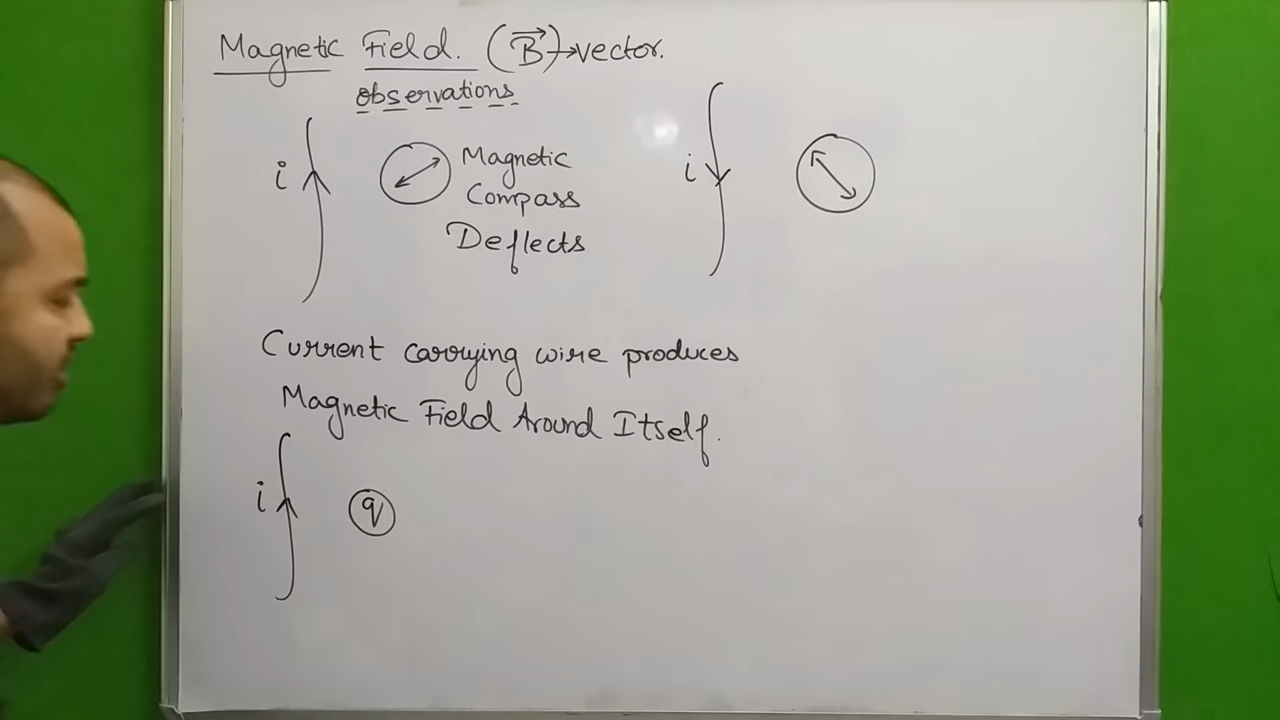 Magnetic Field. (B⃗)→vector.
observations
i
Magnetic
Compass
Deflects
i
Current carrying wire produces
Magnetic Field Around Itself.
i
q